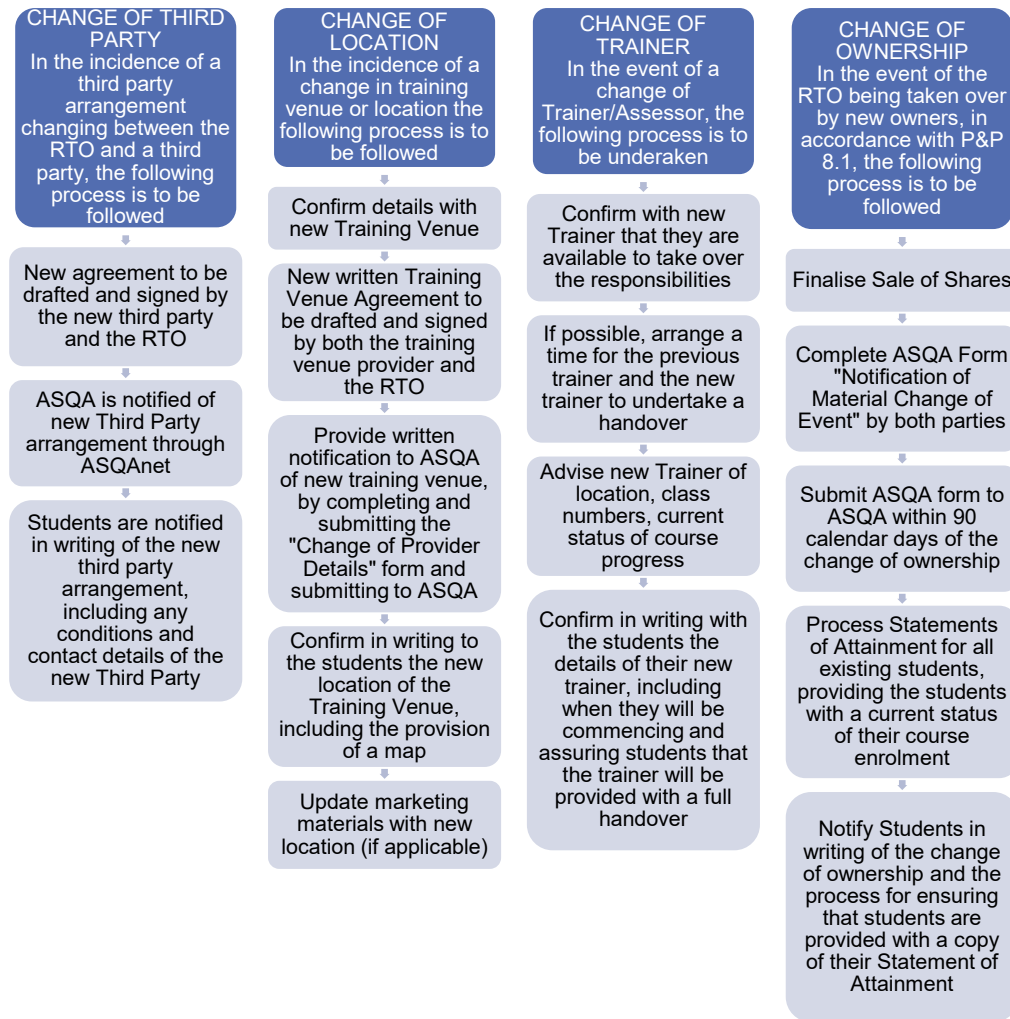 CHANGE OF THIRD
PARTY
In the incidence of a
third party
arrangement
changing between the
RTO and a third
party, the following
process is to be
followed
New agreement to be
drafted and signed by
the new third party
and the RTO
ASQA is notified of
new Third Party
arrangement through
ASQAnet
Students are notified
in writing of the new
third party
arrangement,
including any
conditions and
contact details of the
new Third Party
CHANGE OF
LOCATION
In the incidence of a
change in training
venue or location the
following process is to
be followed
Confirm details with
new Training Venue
New written Training
Venue Agreement to
be drafted and signed
by both the training
venue provider and
the RTO
Provide written
notification to ASQA
of new training venue,
by completing and
submitting the
"Change of Provider
Details" form and
submitting to ASQA
Confirm in writing to
the students the new
location of the
Training Venue,
including the provision
of a map
Update marketing
materials with new
location (if applicable)
CHANGE OF
TRAINER
In the event of a
change of
Trainer/Assessor, the
following process is to
be underaken
Confirm with new
Trainer that they are
available to take over
the responsibilities
If possible, arrange a
time for the previous
trainer and the new
trainer to undertake a
handover
Advise new Trainer of
location, class
numbers, current
status of course
progress
Confirm in writing with
the students the
details of their new
trainer, including
when they will be
commencing and
assuring students that
the trainer will be
provided with a full
handover
CHANGE OF
OWNERSHIP
In the event of the
RTO being taken over
by new owners, in
accordance with P&P
8.1, the following
process is to be
followed
Finalise Sale of Shares
Complete ASQA Form
"Notification of
Material Change of
Event" by both parties
Submit ASQA form to
ASQA within 90
calendar days of the
change of ownership
Process Statements
of Attainment for all
existing students,
providing the students
with a current status
of their course
enrolment
Notify Students in
writing of the change
of ownership and the
process for ensuring
that students are
provided with a copy
of their Statement of
Attainment